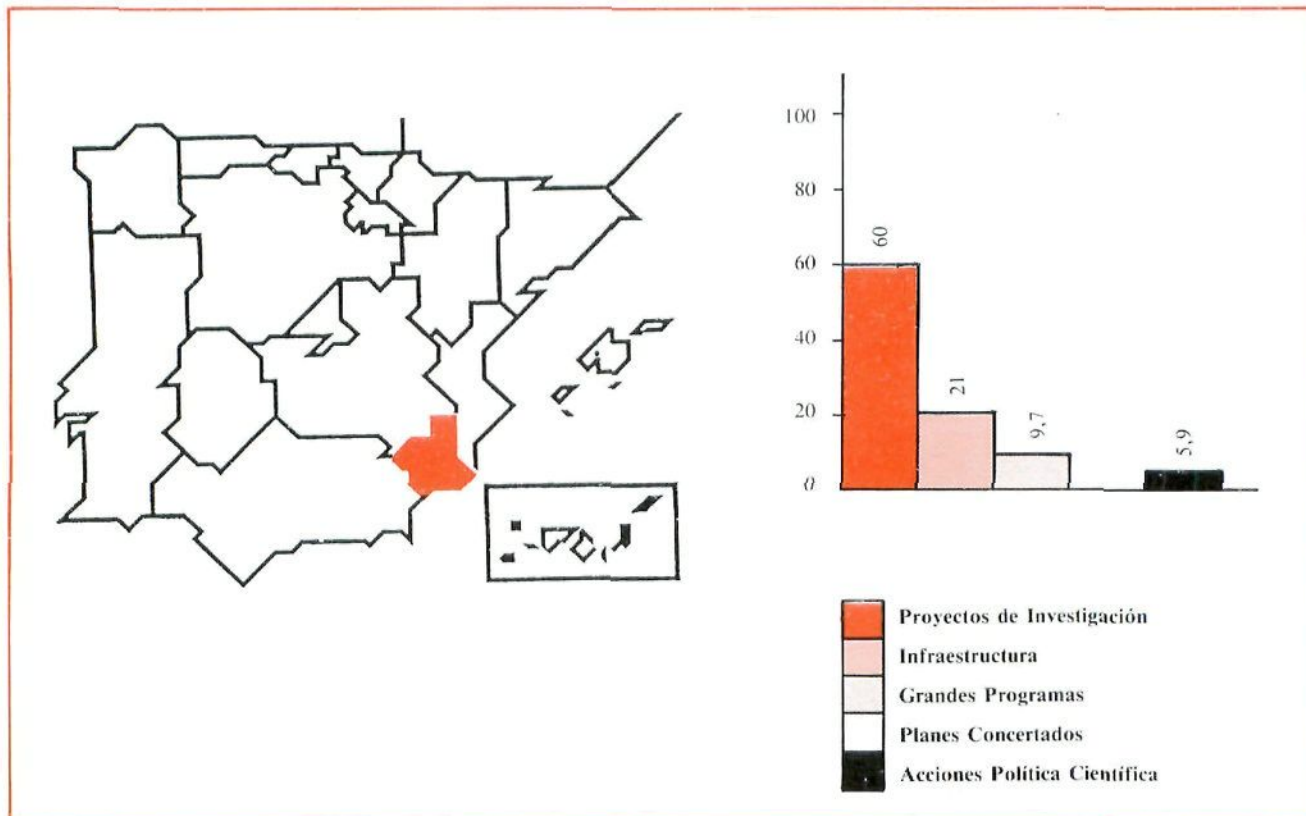 100
80
60
40
20
0
60
21
9,7
5,9
Proyectos de Investigación
Infraestructura
Grandes Programas
Planes Concertados
Acciones Política Científica